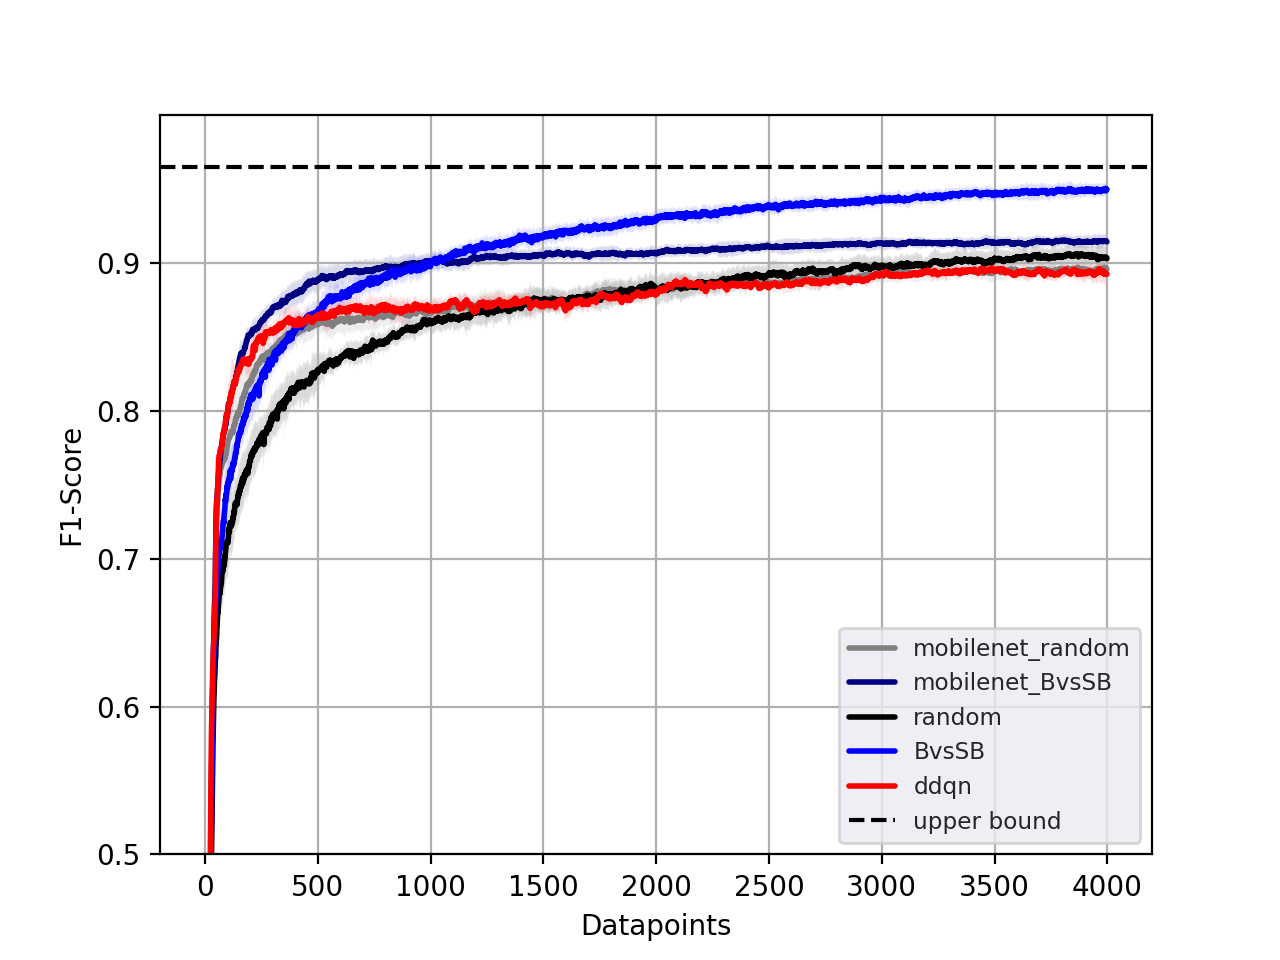 0.9
0.8
0.7
0.6
0.5
F1-Score
0 500 1000 1500 2000 2500 3000 3500 4000
Datapoints
mobilenet_random
mobilenet_BvsSB
random
BvsSB
ddqn
upper bound